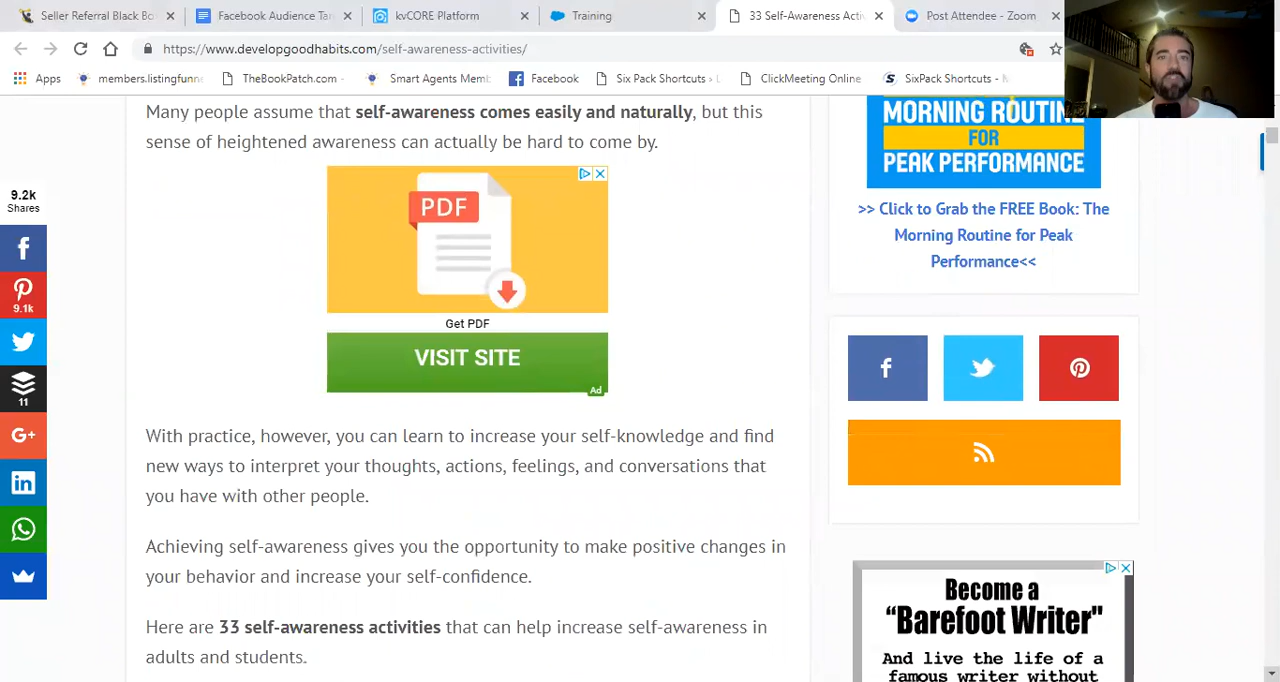 Seller Referral Black Bo
Facebook Audience Tar
kvCORE Platform
Training
33 Self-Awareness Activ
Post Attendee - Zoom
https://www.developgoodhabits.com/self-awareness-activities/
Apps
members.listingfunne
TheBookPatch.com -
Smart Agents Memb
Facebook
Six Pack Shortcuts › L
ClickMeeting Online
SixPack Shortcuts -
Many people assume that self-awareness comes easily and naturally, but this
sense of heightened awareness can actually be hard to come by.
PDF
Get PDF
VISIT SITE
Ad
With practice, however, you can learn to increase your self-knowledge and find
new ways to interpret your thoughts, actions, feelings, and conversations that
you have with other people.
Achieving self-awareness gives you the opportunity to make positive changes in
your behavior and increase your self-confidence.
Here are 33 self-awareness activities that can help increase self-awareness in
adults and students.
9.2k
Shares
9.1k
11
G+
in
MORNING ROUTINE
FOR
PEAK PERFORMANCE
>> Click to Grab the FREE Book: The
Morning Routine for Peak
Performance<<
Become a
"Barefoot Writer"
And live the life of a
famous writer without